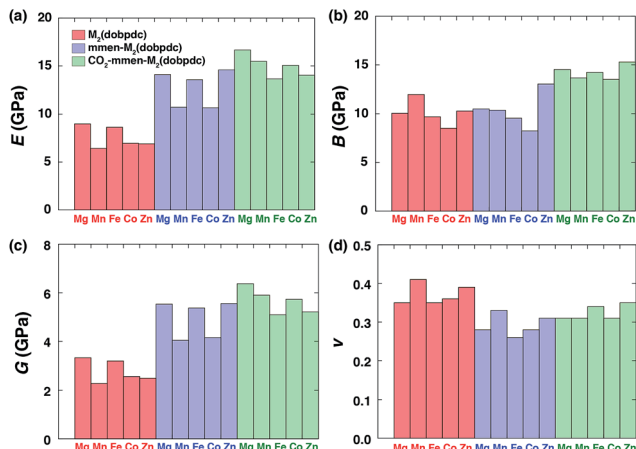 (a)
E (GPa)
20
15
10
5
0
M₂(dobpdc)
mmen-M₂(dobpdc)
CO₂-mmen-M₂(dobpdc)
Mg Mn Fe Co Zn Mg Mn Fe Co Zn Mg Mn Fe Co Zn
(b)
B (GPa)
20
15
10
5
0
Mg Mn Fe Co Zn Mg Mn Fe Co Zn Mg Mn Fe Co Zn
(c)
G (GPa)
8
6
4
2
0
Mg Mn Fe Co Zn Mg Mn Fe Co Zn Mg Mn Fe Co Zn
(d)
v
0.5
0.4
0.3
0.2
0.1
0.0
Mg Mn Fe Co Zn Mg Mn Fe Co Zn Mg Mn Fe Co Zn